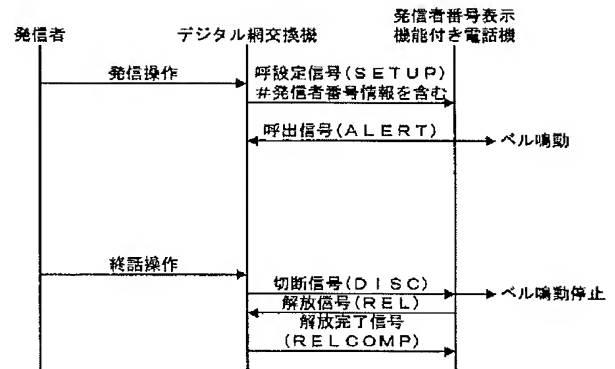 発信者
デジタル網交換機
発信者番号表示
機能付き電話機
発信操作
呼設定信号(SETUP)
#発信者番号情報を含む
呼出信号(ALERT)
ベル鳴動
終話操作
切断信号(DISC)
ベル鳴動停止
解放信号(REL)
解放完了信号
(RELCOMP)